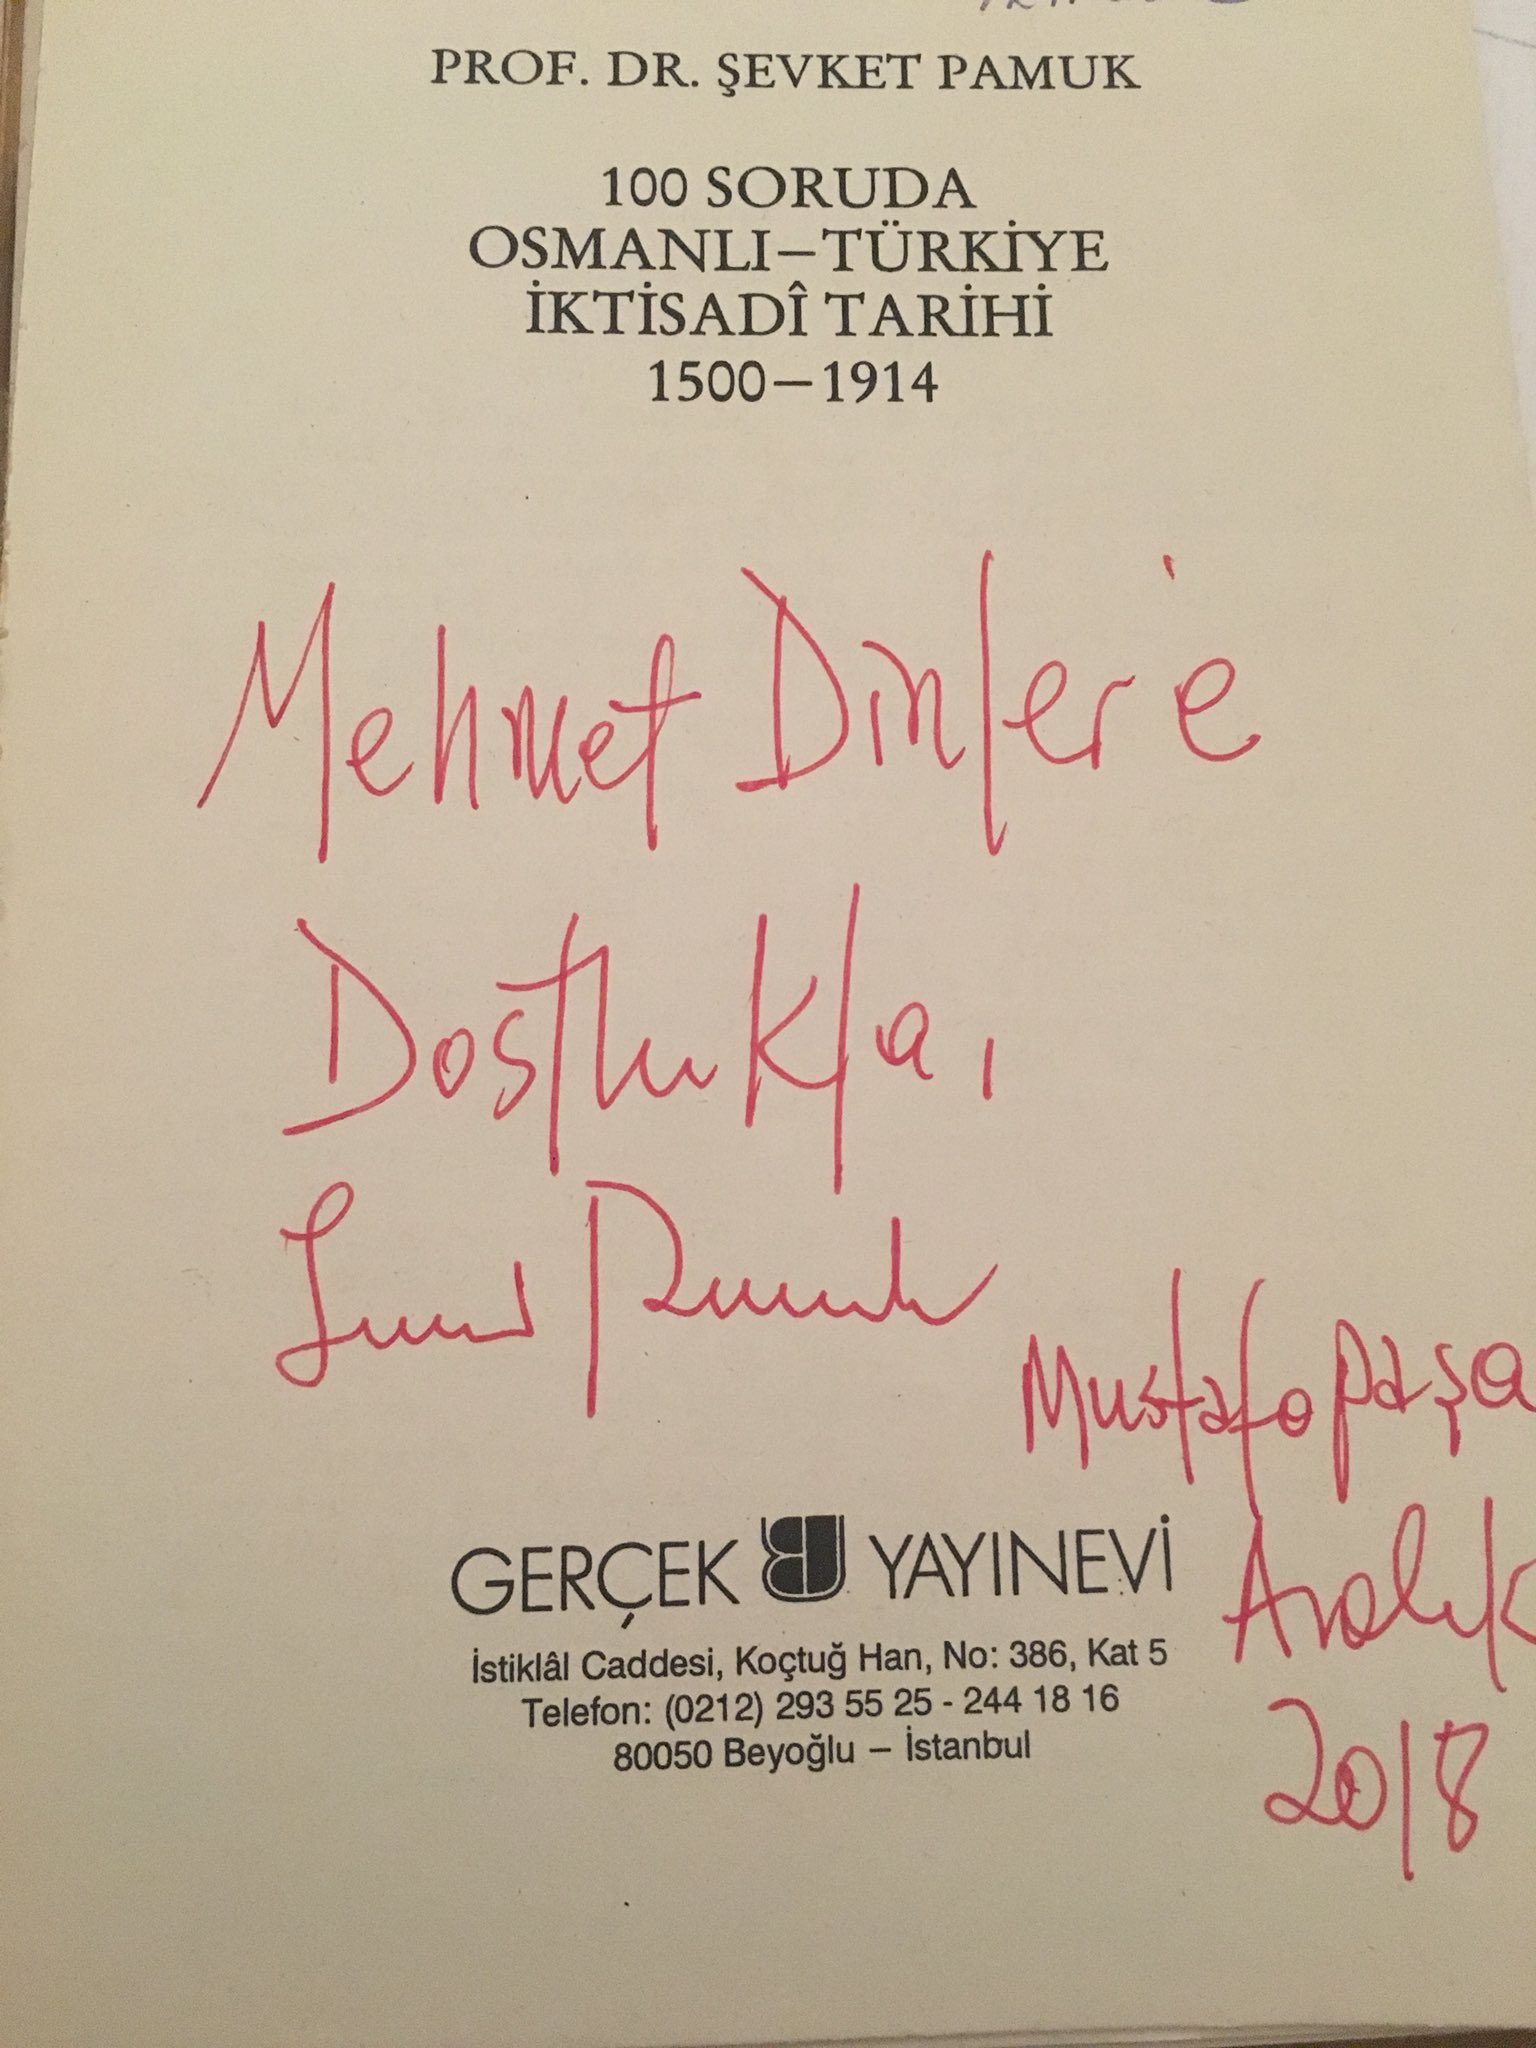 PROF. DR. ŞEVKET PAMUK
100 SORUDA
OSMANLI–TÜRKİYE
İKTİSADÎ TARİHİ
1500–1914
Mehmet Dinler'e
Dostlukla,
Pamuk
Mustafapaşa
Aralık
2018
GERÇEK YAYINEVİ
İstiklâl Caddesi, Koçtuğ Han, No: 386, Kat 5
Telefon: (0212) 293 55 25 - 244 18 16
80050 Beyoğlu – İstanbul